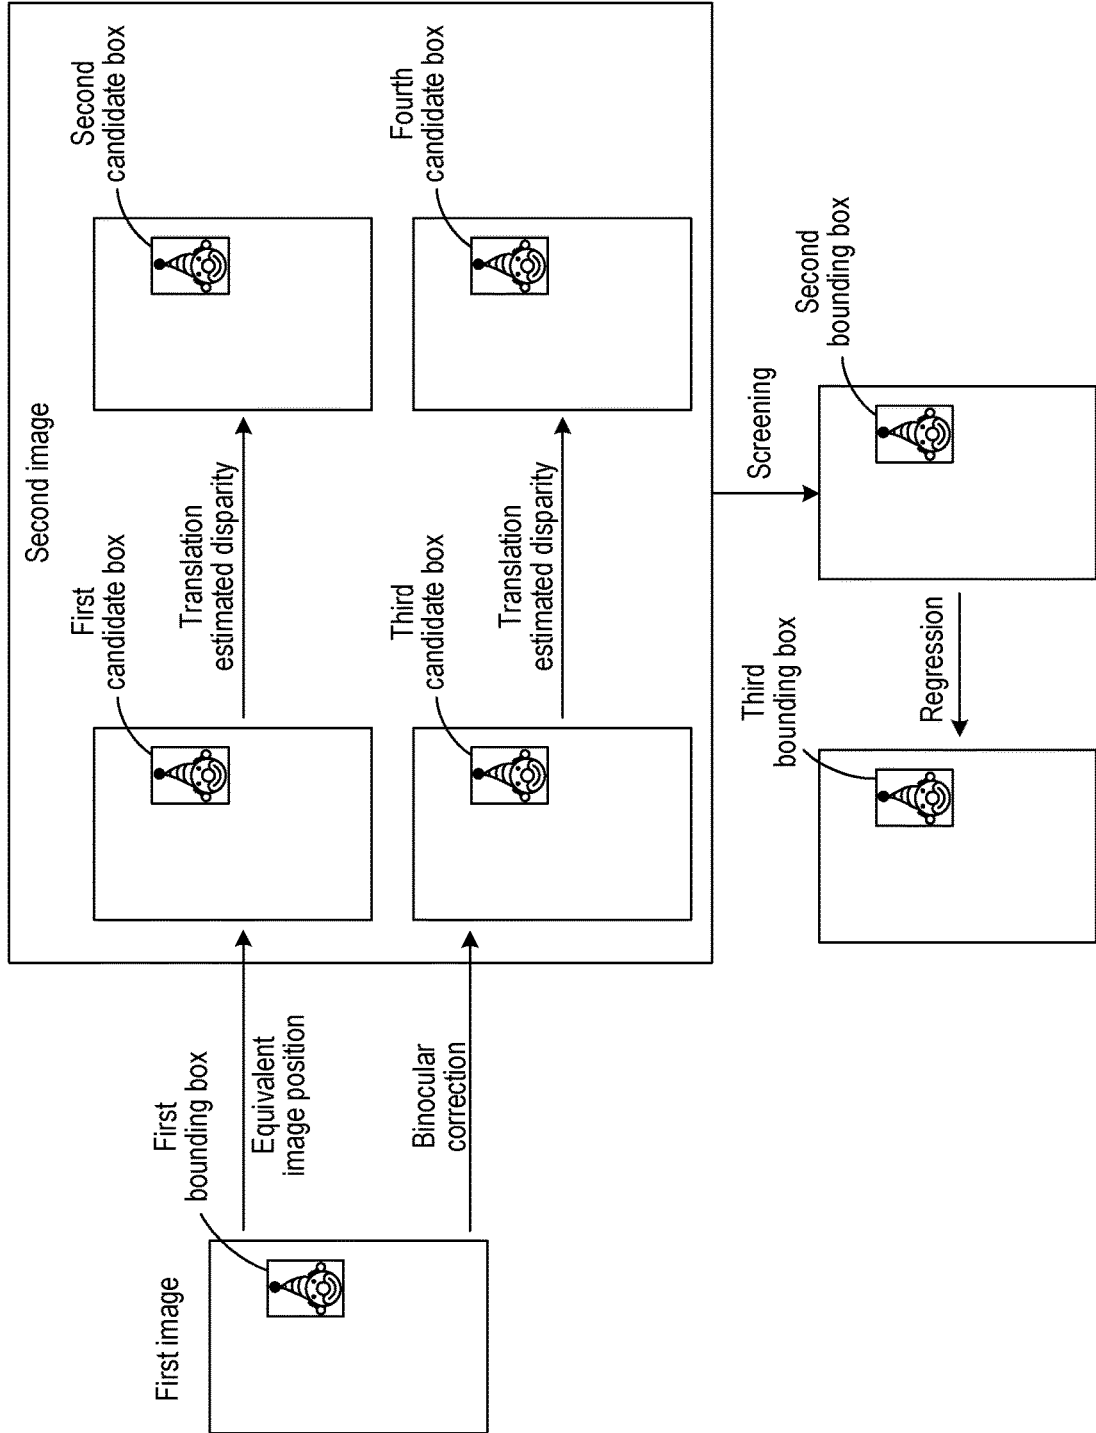 First image
First
bounding box
Equivalent
image position
Binocular
correction
Second image
First
candidate box
Translation
estimated disparity
Second
candidate box
Third
candidate box
Translation
estimated disparity
Fourth
candidate box
Screening
Second
bounding box
Regression
Third
bounding box